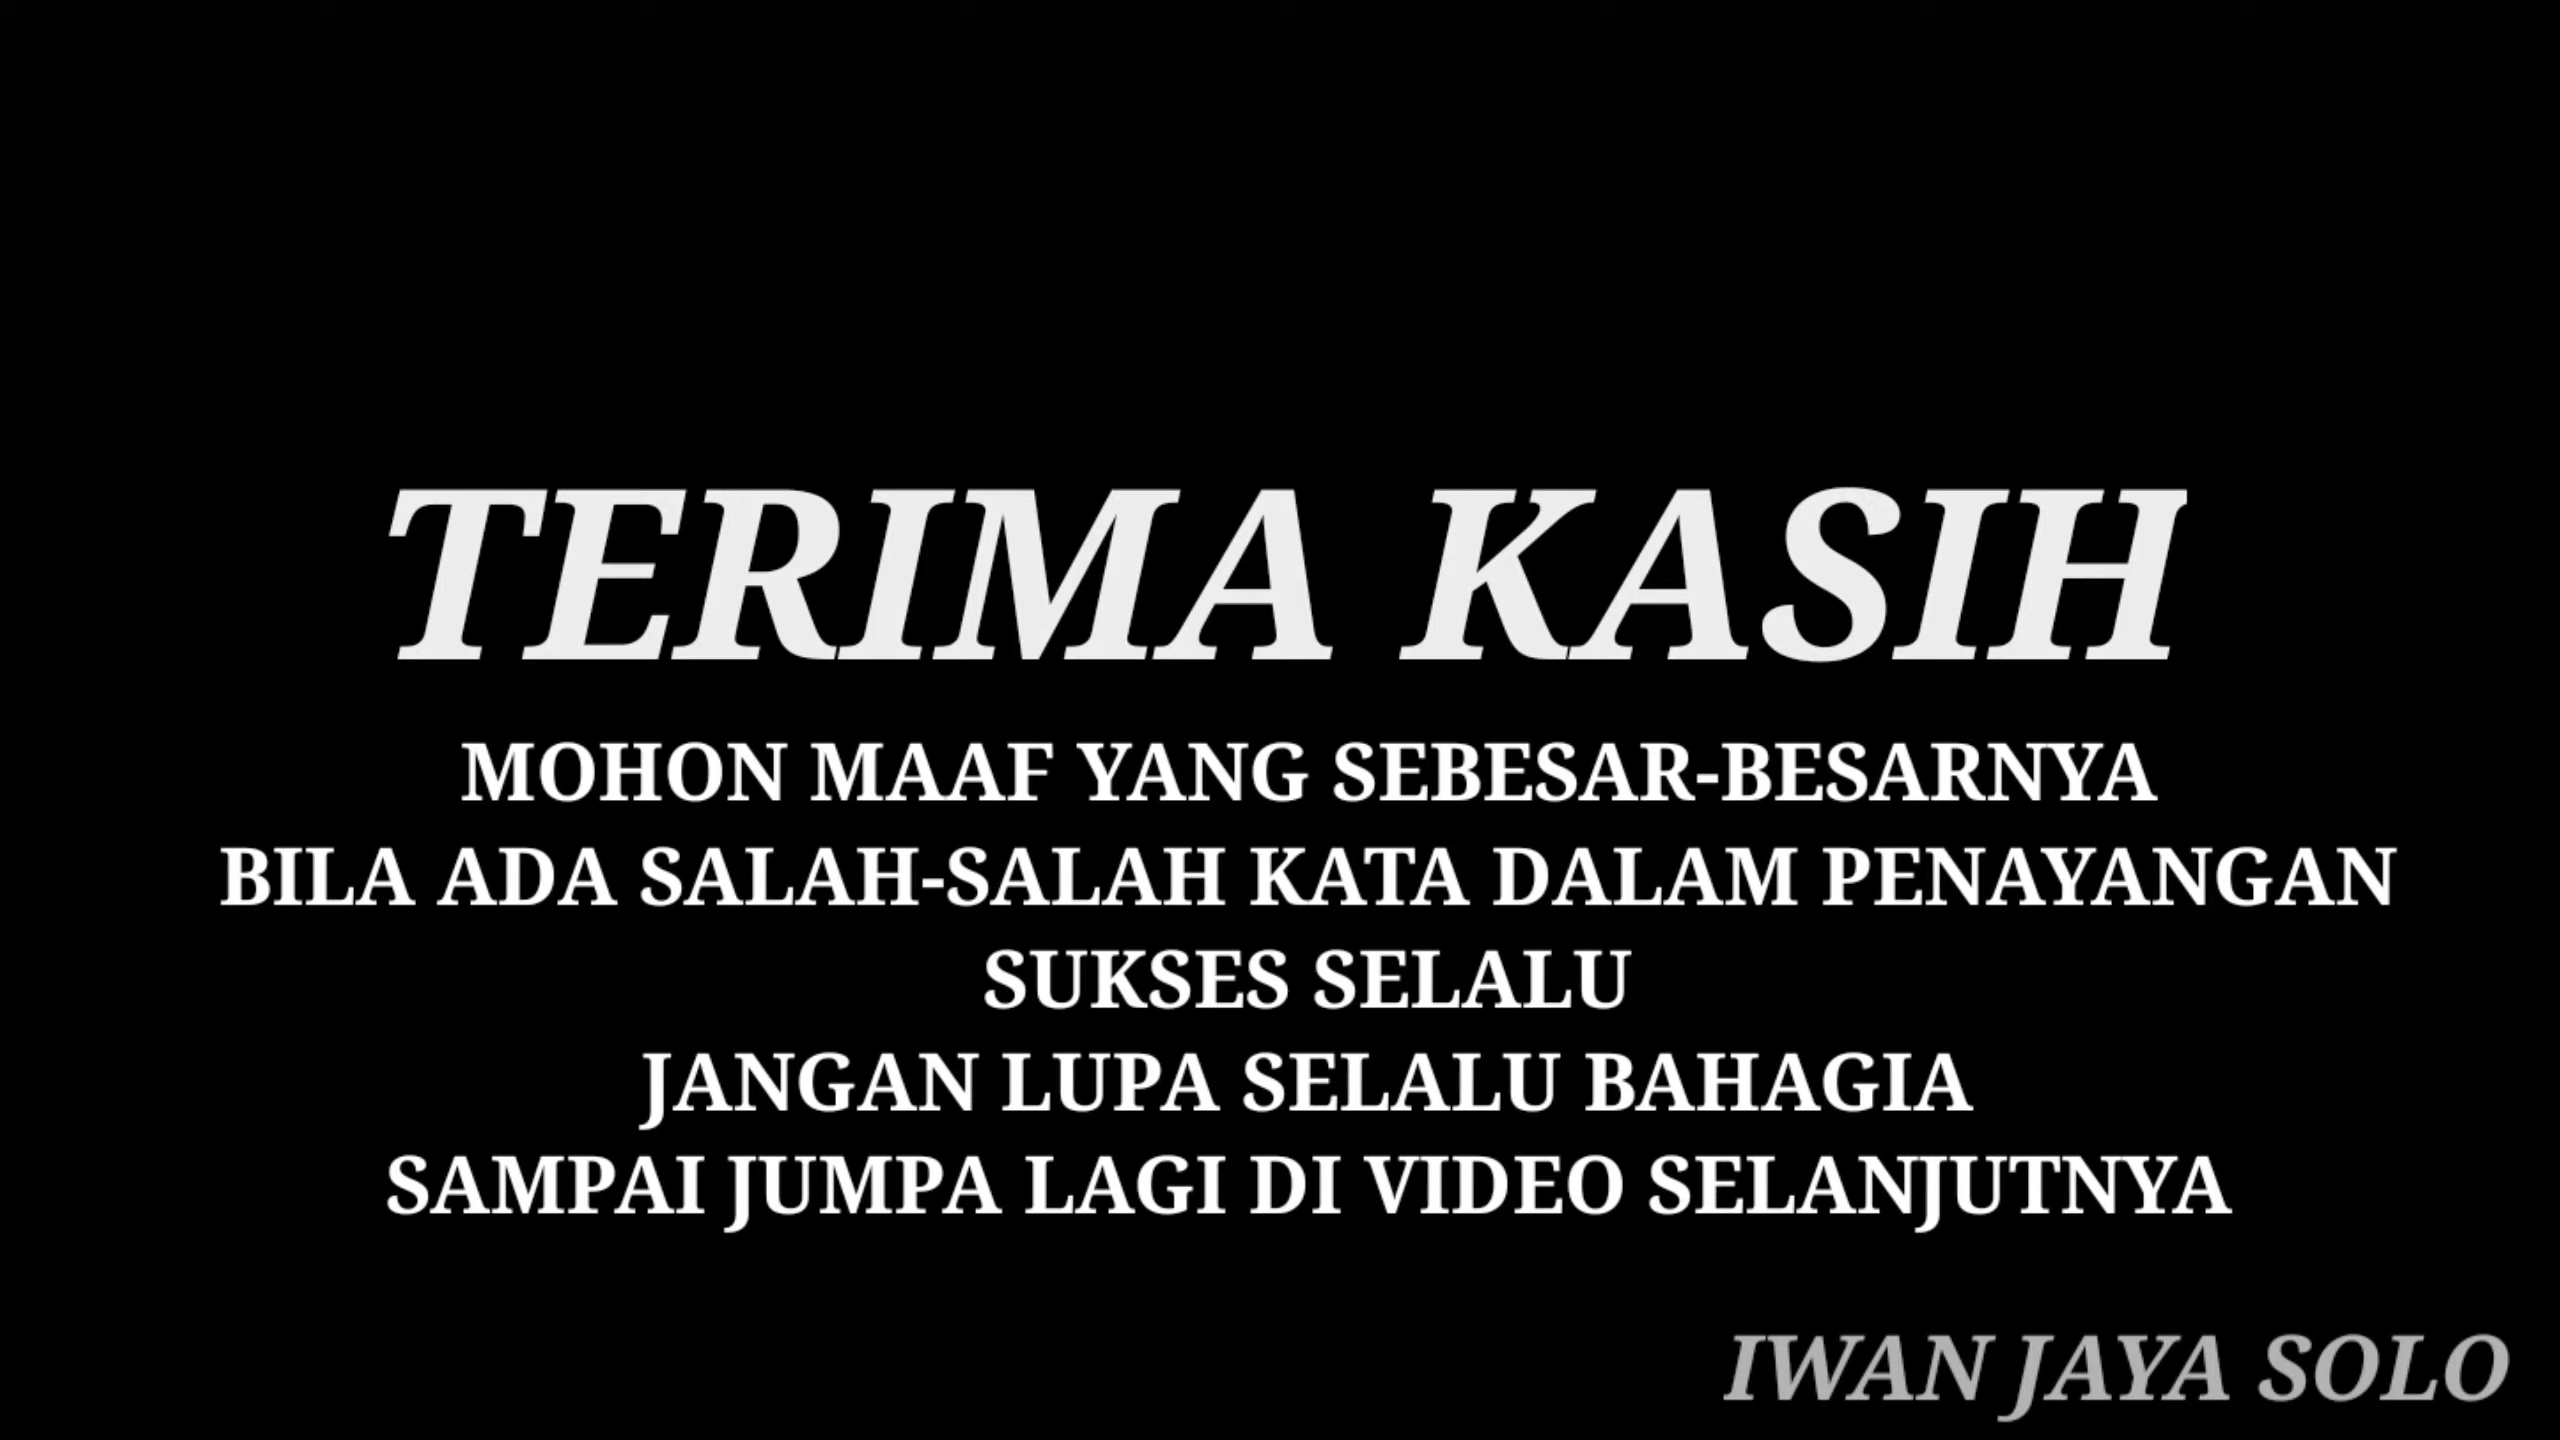 TERIMA KASIH
MOHON MAAF YANG SEBESAR-BESARNYA
BILA ADA SALAH-SALAH KATA DALAM PENAYANGAN
SUKSES SELALU
JANGAN LUPA SELALU BAHAGIA
SAMPAI JUMPA LAGI DI VIDEO SELANJUTNYA
IWAN JAYA SOLO